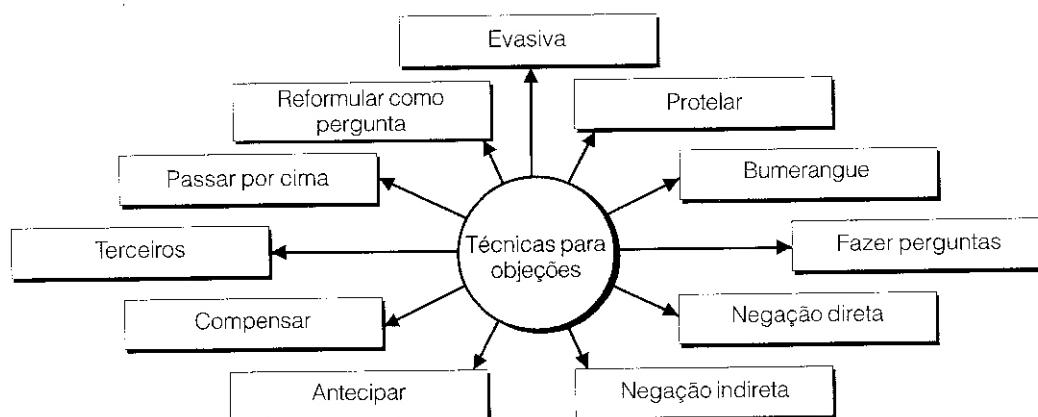 Evasiva
Reformular como
pergunta
Protelar
Passar por cima
Bumerangue
Terceiros
Técnicas para
objeções
Fazer perguntas
Compensar
Negação direta
Antecipar
Negação indireta